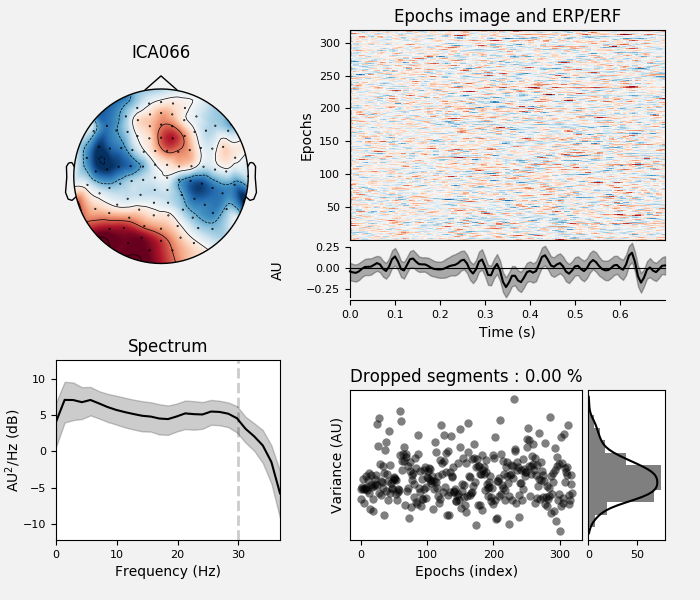 ICA066
Epochs image and ERP/ERF
300
250
200
150
100
50
Epochs
0.25
0.00
−0.25
AU
0.0 0.1 0.2 0.3 0.4 0.5 0.6
Time (s)
Spectrum
10
5
0
−5
−10
AU²/Hz (dB)
0 10 20 30
Frequency (Hz)
Dropped segments : 0.00 %
Variance (AU)
0 100 200 300
Epochs (index)
0 50